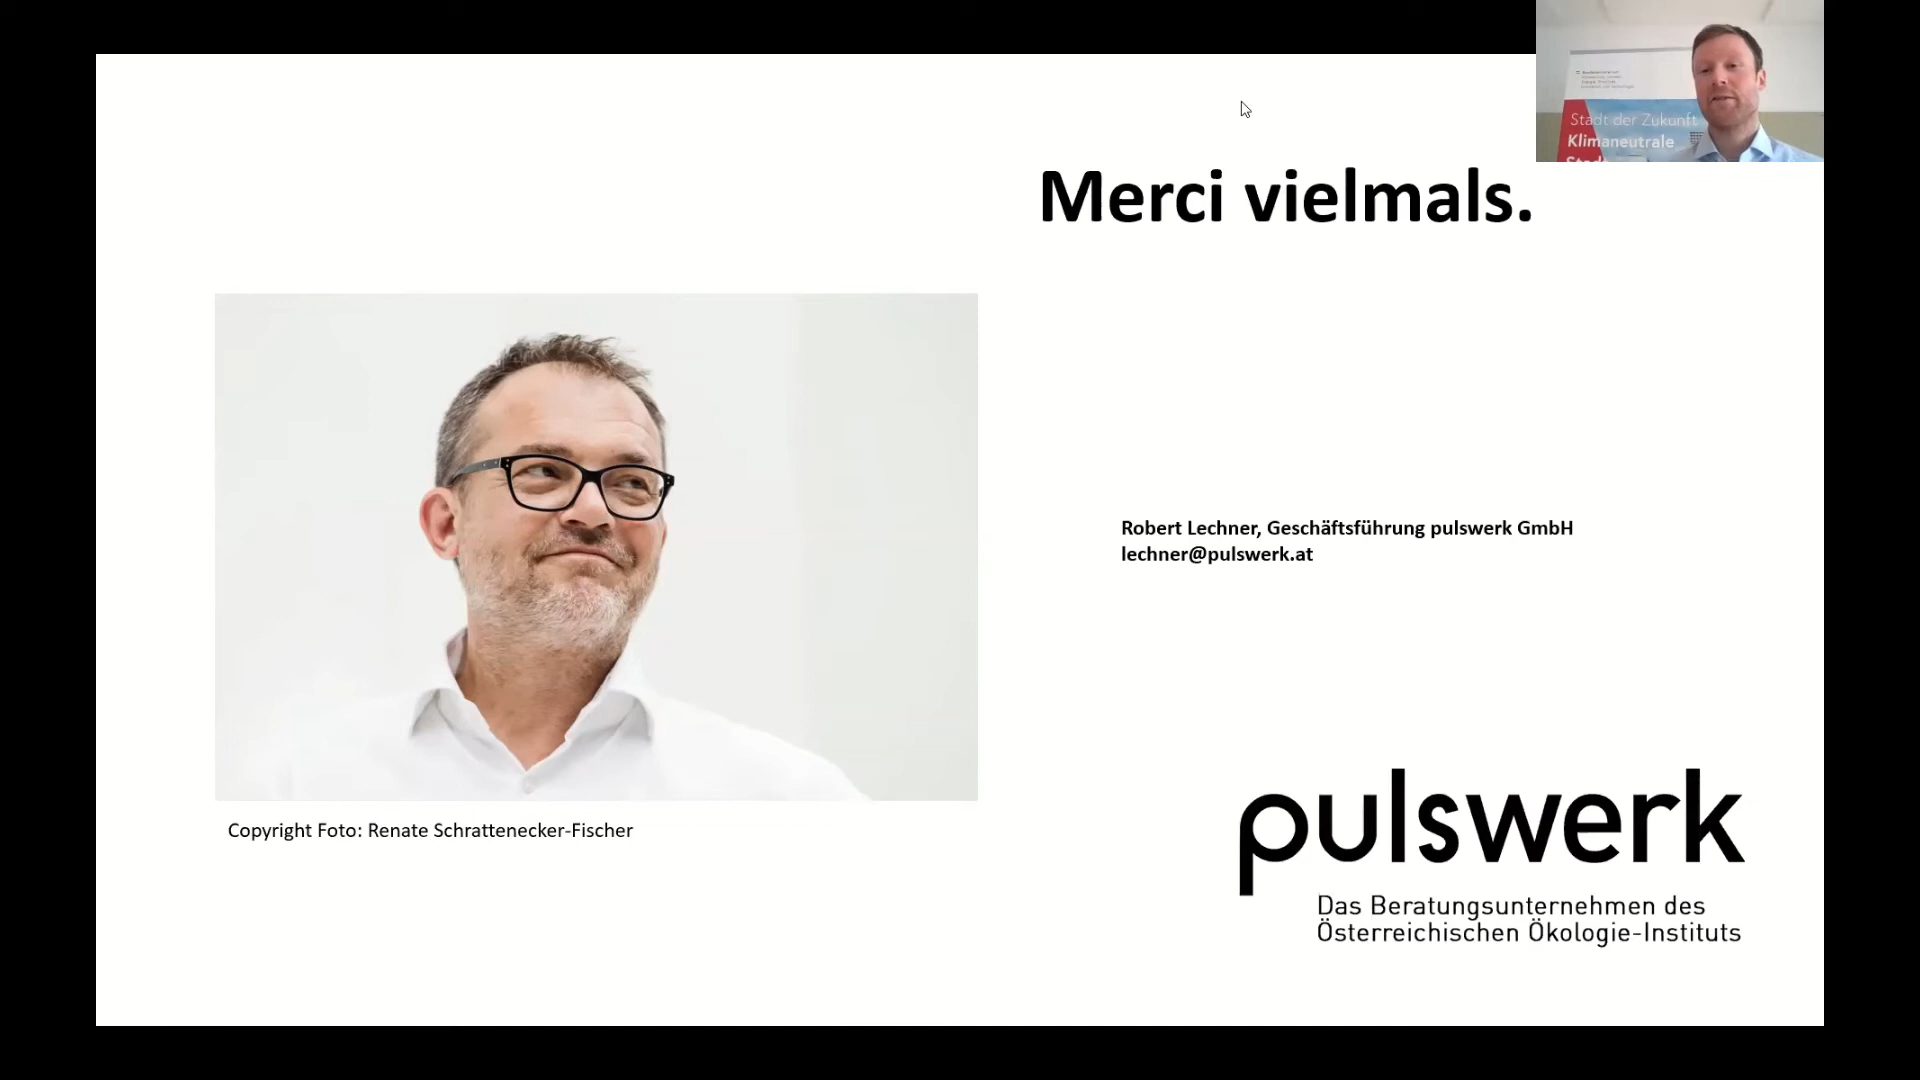 Stadt der Zukunft
Klimaneutrale
Merci vielmals.
Robert Lechner, Geschäftsführung pulswerk GmbH
lechner@pulswerk.at
Copyright Foto: Renate Schrattenecker-Fischer
pulswerk
Das Beratungsunternehmen des
Österreichischen Ökologie-Instituts